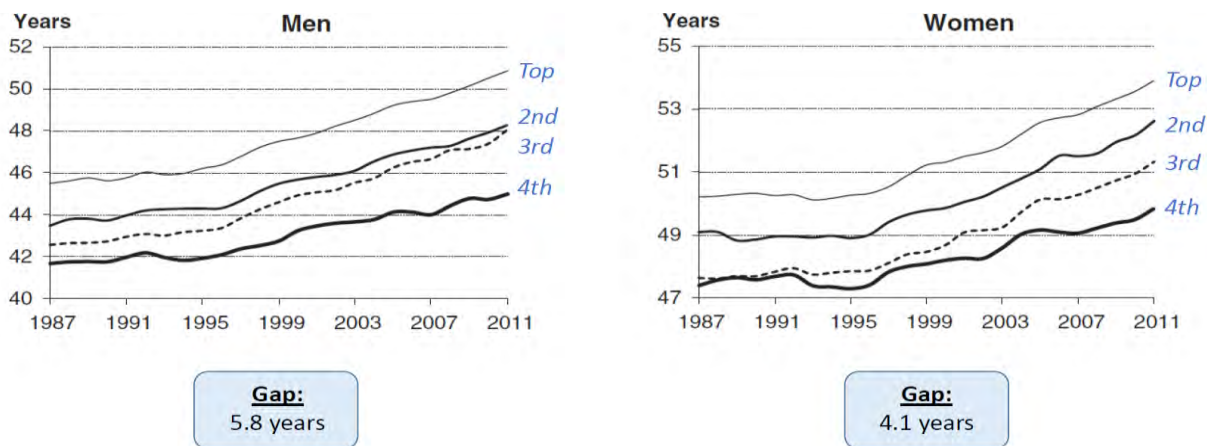 Years
Men
52
50
48
46
44
42
40
Top
2nd
3rd
4th
1987 1991 1995 1999 2003 2007 2011
Gap:
5.8 years
Years
Women
55
53
51
49
47
Top
2nd
3rd
4th
1987 1991 1995 1999 2003 2007 2011
Gap:
4.1 years